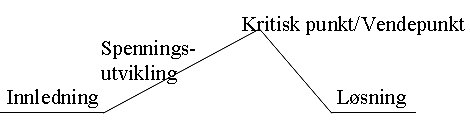 Kritisk punkt/Vendepunkt
Spennings-
utvikling
Innledning
Løsning